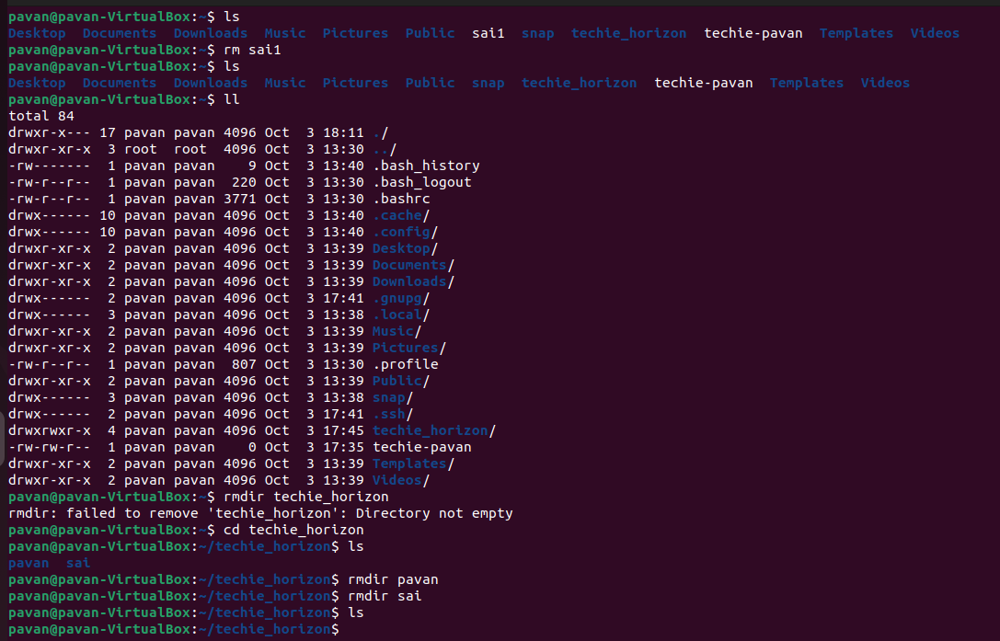 pavan@pavan-VirtualBox:~$ ls
Desktop  Documents  Downloads  Music  Pictures  Public  sai1  snap  techie_horizon  techie-pavan  Templates  Videos
pavan@pavan-VirtualBox:~$ rm sai1
pavan@pavan-VirtualBox:~$ ls
Desktop  Documents  Downloads  Music  Pictures  Public  snap  techie_horizon  techie-pavan  Templates  Videos
pavan@pavan-VirtualBox:~$ ll
total 84
drwxr-x--- 17 pavan pavan 4096 Oct  3 18:11 ./
drwxr-xr-x  3 root  root  4096 Oct  3 13:30 ../
-rw-------  1 pavan pavan    9 Oct  3 13:40 .bash_history
-rw-r--r--  1 pavan pavan  220 Oct  3 13:30 .bash_logout
-rw-r--r--  1 pavan pavan 3771 Oct  3 13:30 .bashrc
drwx------ 10 pavan pavan 4096 Oct  3 13:40 .cache/
drwx------ 10 pavan pavan 4096 Oct  3 13:40 .config/
drwxr-xr-x  2 pavan pavan 4096 Oct  3 13:39 Desktop/
drwxr-xr-x  2 pavan pavan 4096 Oct  3 13:39 Documents/
drwxr-xr-x  2 pavan pavan 4096 Oct  3 13:39 Downloads/
drwx------  2 pavan pavan 4096 Oct  3 17:41 .gnupg/
drwx------  3 pavan pavan 4096 Oct  3 13:38 .local/
drwxr-xr-x  2 pavan pavan 4096 Oct  3 13:39 Music/
drwxr-xr-x  2 pavan pavan 4096 Oct  3 13:39 Pictures/
-rw-r--r--  1 pavan pavan  807 Oct  3 13:30 .profile
drwxr-xr-x  2 pavan pavan 4096 Oct  3 13:39 Public/
drwx------  3 pavan pavan 4096 Oct  3 13:38 snap/
drwx------  2 pavan pavan 4096 Oct  3 17:41 .ssh/
drwxrwxr-x  4 pavan pavan 4096 Oct  3 17:45 techie_horizon/
-rw-rw-r--  1 pavan pavan    0 Oct  3 17:35 techie-pavan
drwxr-xr-x  2 pavan pavan 4096 Oct  3 13:39 Templates/
drwxr-xr-x  2 pavan pavan 4096 Oct  3 13:39 Videos/
pavan@pavan-VirtualBox:~$ rmdir techie_horizon
rmdir: failed to remove 'techie_horizon': Directory not empty
pavan@pavan-VirtualBox:~$ cd techie_horizon
pavan@pavan-VirtualBox:~/techie_horizon$ ls
pavan  sai
pavan@pavan-VirtualBox:~/techie_horizon$ rmdir pavan
pavan@pavan-VirtualBox:~/techie_horizon$ rmdir sai
pavan@pavan-VirtualBox:~/techie_horizon$ ls
pavan@pavan-VirtualBox:~/techie_horizon$